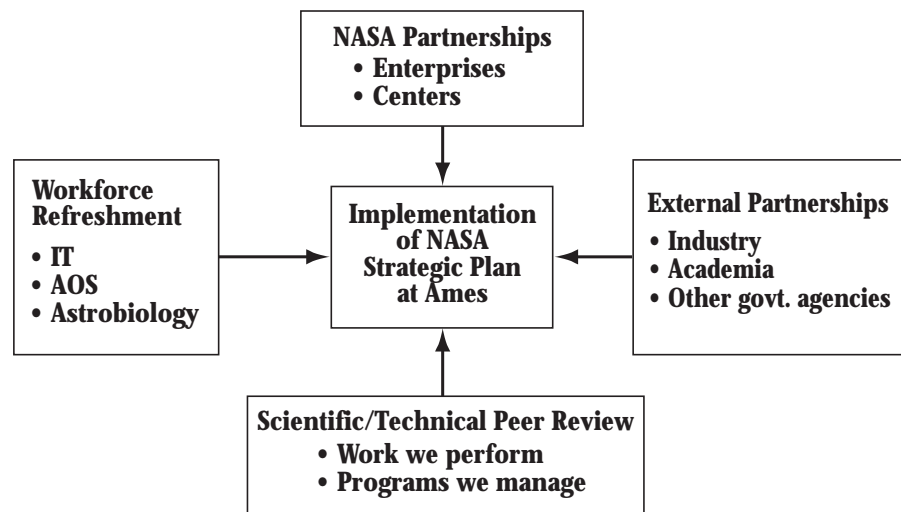 NASA Partnerships
• Enterprises
• Centers
Workforce
Refreshment
• IT
• AOS
• Astrobiology
Implementation
of NASA
Strategic Plan
at Ames
External Partnerships
• Industry
• Academia
• Other govt. agencies
Scientific/Technical Peer Review
• Work we perform
• Programs we manage